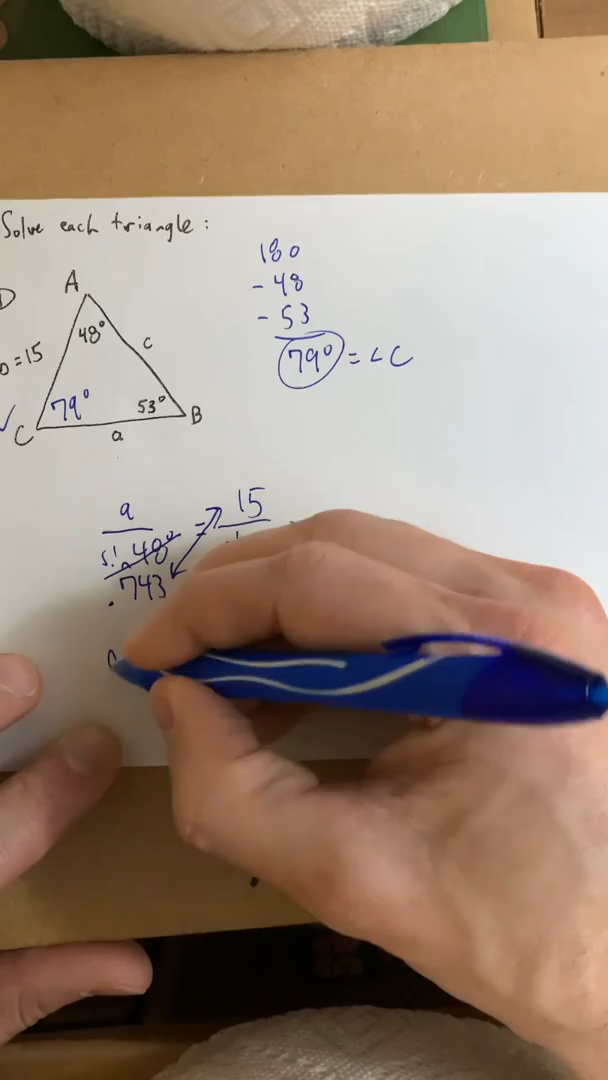 Solve each triangle:
180
- 48
- 53
79° = ∠C
A
48°
c
b=15
79°
53°
B
C
a
a = 15
sin 48°
.743